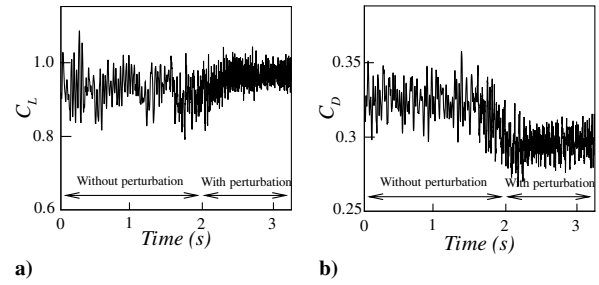 1.0
0.8
0.6
C_L
Without perturbation
With perturbation
0
1
2
3
Time (s)
a)
0.35
0.3
0.25
C_D
Without perturbation
With perturbation
0
1
2
3
Time (s)
b)